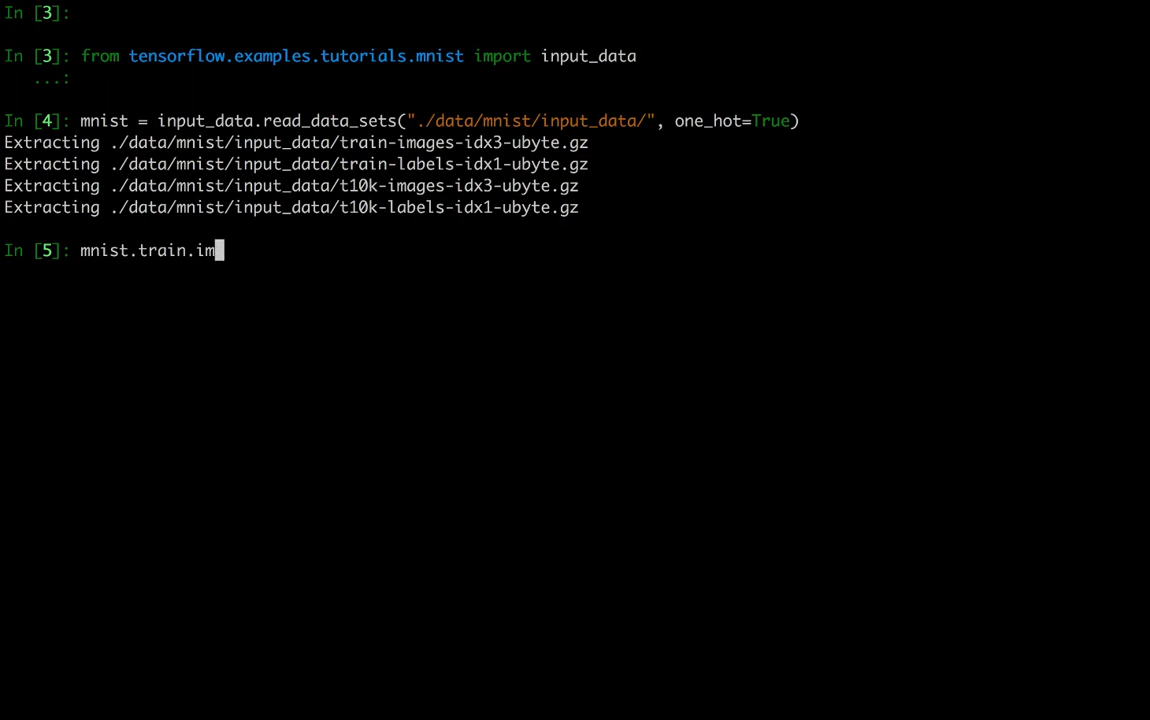 In [3]:
In [3]: from tensorflow.examples.tutorials.mnist import input_data
...:
In [4]: mnist = input_data.read_data_sets("./data/mnist/input_data/", one_hot=True)
Extracting ./data/mnist/input_data/train-images-idx3-ubyte.gz
Extracting ./data/mnist/input_data/train-labels-idx1-ubyte.gz
Extracting ./data/mnist/input_data/t10k-images-idx3-ubyte.gz
Extracting ./data/mnist/input_data/t10k-labels-idx1-ubyte.gz
In [5]: mnist.train.im